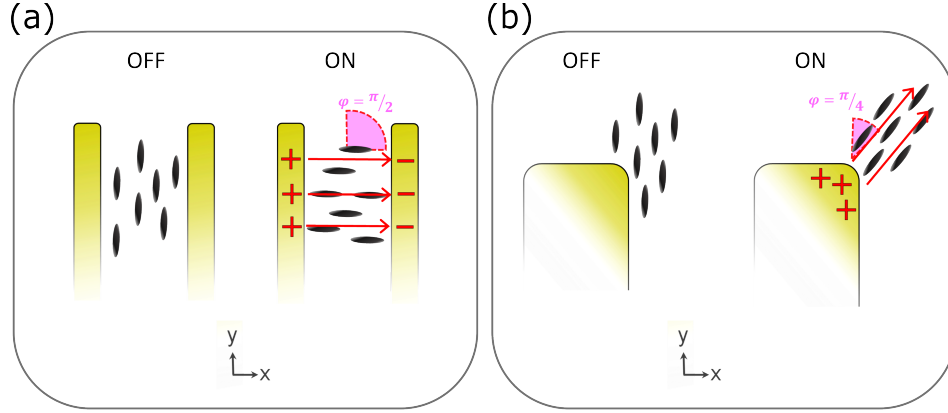 (a)
OFF
ON
φ = π/2
+ −
+ −
+ −
y
x
(b)
OFF
ON
φ = π/4
+ +
+
y
x